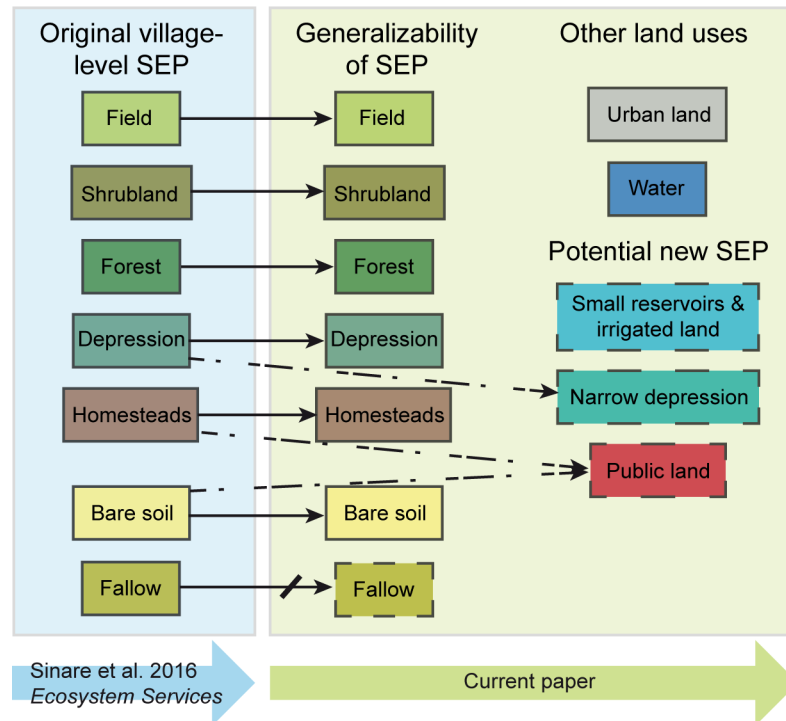 Original village-
level SEP
Field
Shrubland
Forest
Depression
Homesteads
Bare soil
Fallow
Generalizability
of SEP
Field
Shrubland
Forest
Depression
Homesteads
Bare soil
Fallow
Other land uses
Urban land
Water
Potential new SEP
Small reservoirs &
irrigated land
Narrow depression
Public land
Sinare et al. 2016
Ecosystem Services
Current paper